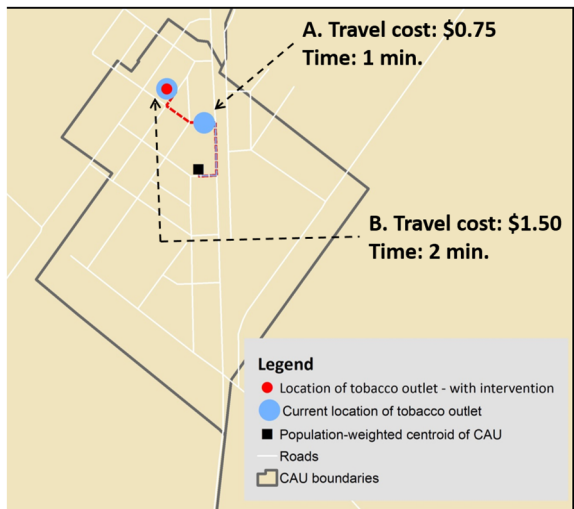 A. Travel cost: $0.75
Time: 1 min.
B. Travel cost: $1.50
Time: 2 min.
Legend
Location of tobacco outlet - with intervention
Current location of tobacco outlet
Population-weighted centroid of CAU
Roads
CAU boundaries